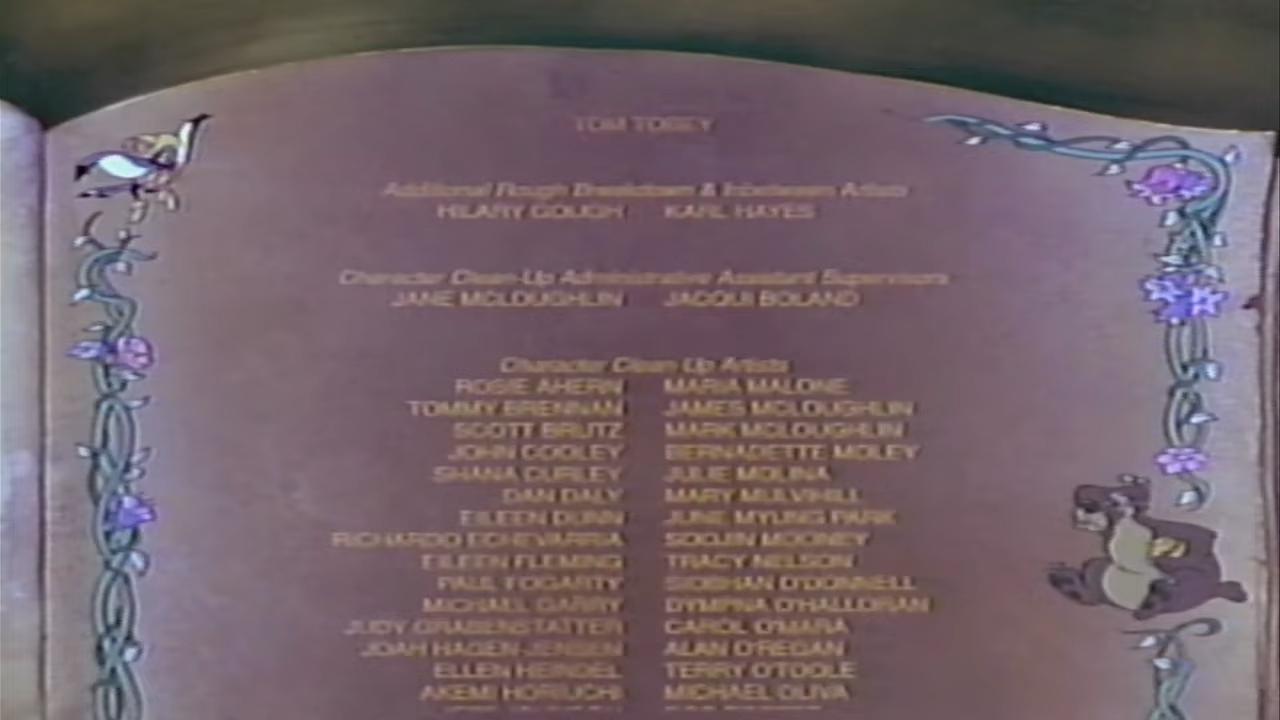 TOM TOBEY
Additional Rough Breakdown & Inbetween Artists
HILARY GOUGH KARL HAYES
Character Clean-Up Administrative Assistant Supervisors
JANE MCLOUGHLIN JACQUI BOLAND
Character Clean-Up Artists
ROSIE AHERN MARIA MALONE
TOMMY BRENNAN JAMES MCLOUGHLIN
SCOTT BRUTZ MARK MCLOUGHLIN
JOHN COOLEY BERNADETTE MOLEY
SHANA CURLEY JULIE MOLINA
DAN DALY MARY MULVIHILL
EILEEN DUNN JUNE MYUNG PARK
RICHARDO ECHEVARRIA SOOJIN MOONEY
EILEEN FLEMING TRACY NELSON
PAUL FOGARTY SIOBHAN O'DONNELL
MICHAEL GARRY DYMPNA O'HALLORAN
JUDY GRABENSTATTER CAROL O'MARA
JOAH HAGEN-JENSEN ALAN O'REGAN
ELLEN HEINDEL TERRY O'TOOLE
AKEMI HORIUCHI MICHAEL OLIVA